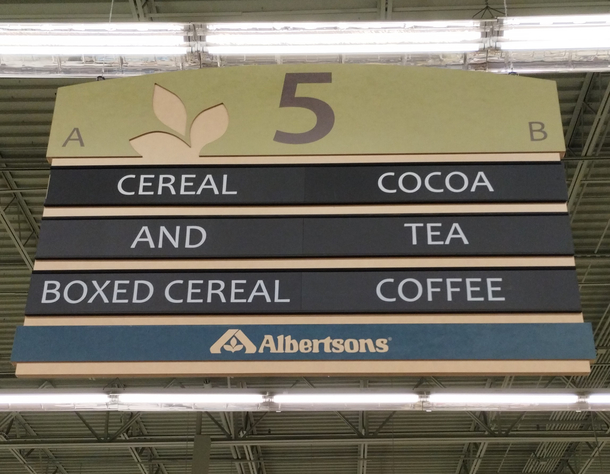 A 5 B
CEREAL COCOA
AND TEA
BOXED CEREAL COFFEE
Albertsons